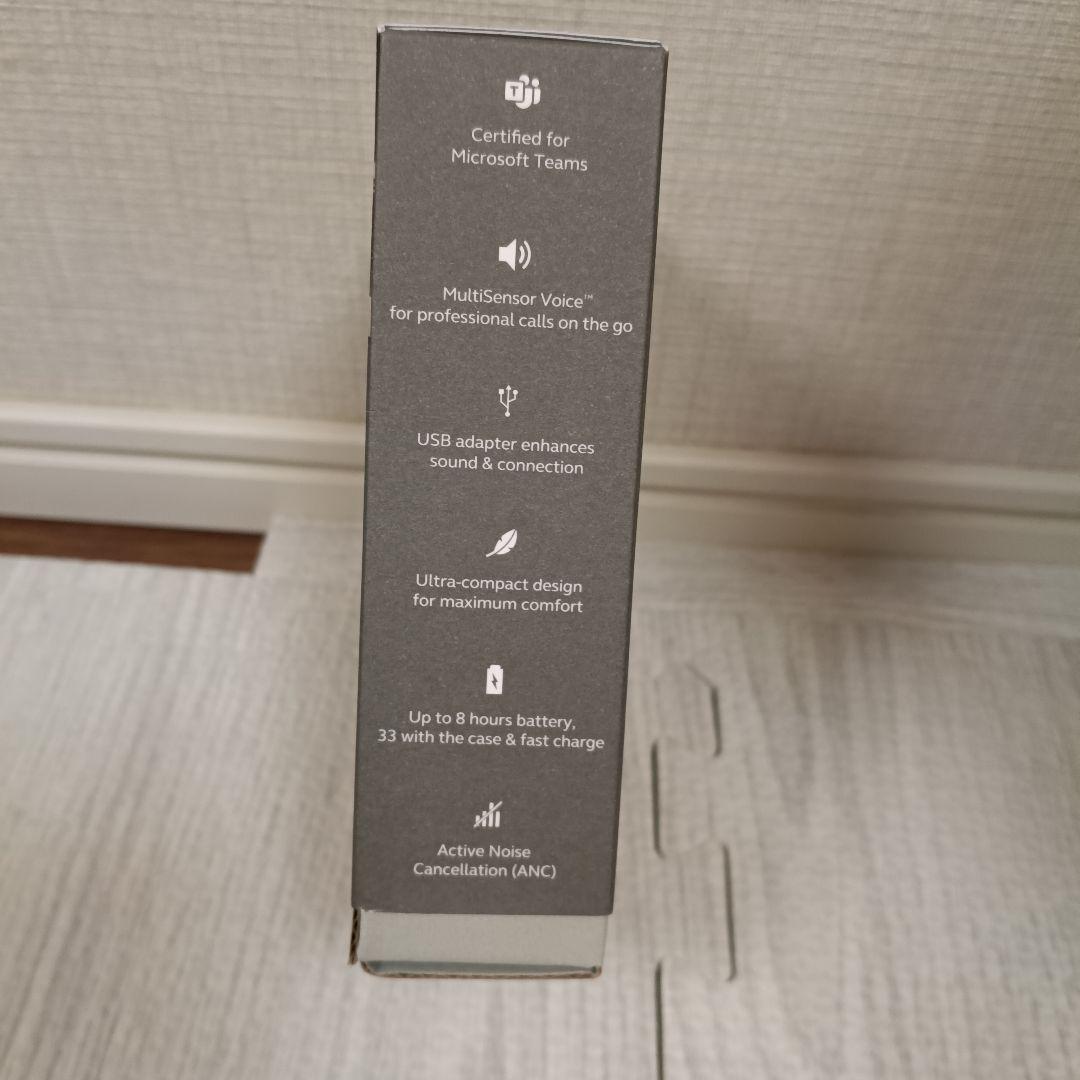 T
Certified for
Microsoft Teams
MultiSensor Voice™
for professional calls on the go
USB adapter enhances
sound & connection
Ultra-compact design
for maximum comfort
Up to 8 hours battery,
33 with the case & fast charge
Active Noise
Cancellation (ANC)